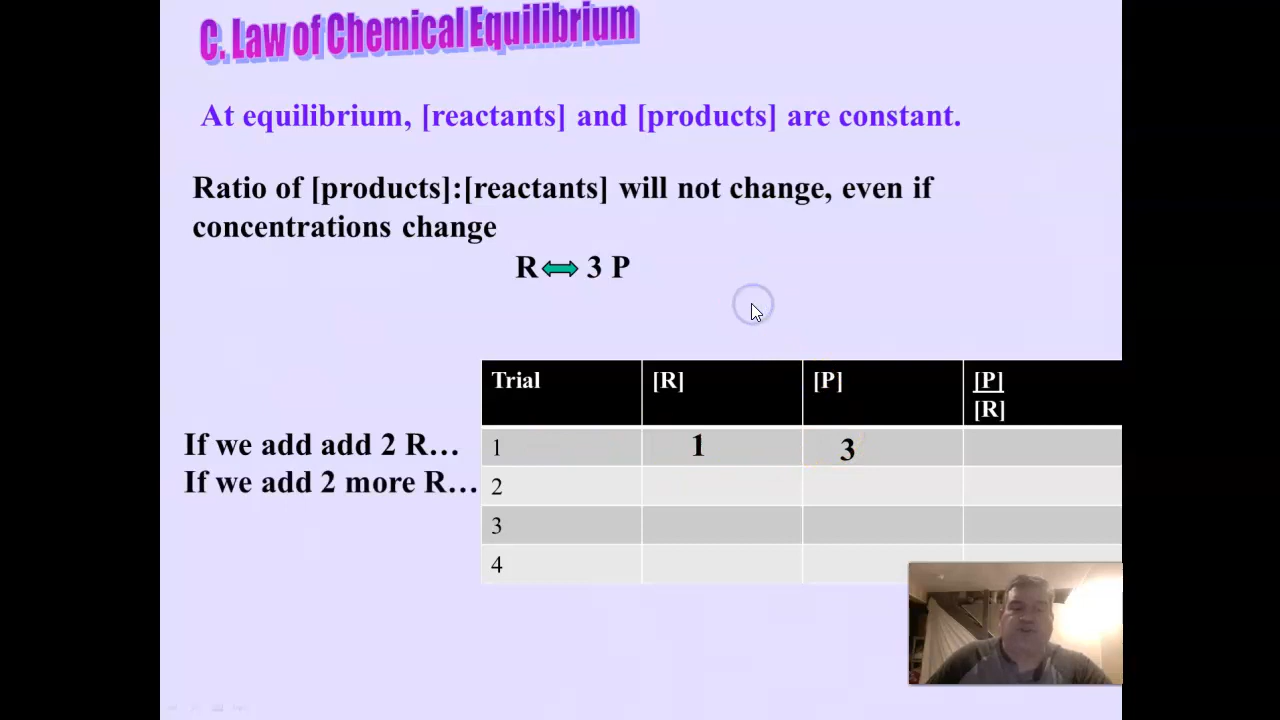 C. Law of Chemical Equilibrium
At equilibrium, [reactants] and [products] are constant.
Ratio of [products]:[reactants] will not change, even if
concentrations change
R ⇔ 3 P
If we add add 2 R…
If we add 2 more R…
Trial [R] [P] [P]
[R]
1 1 3
2
3
4